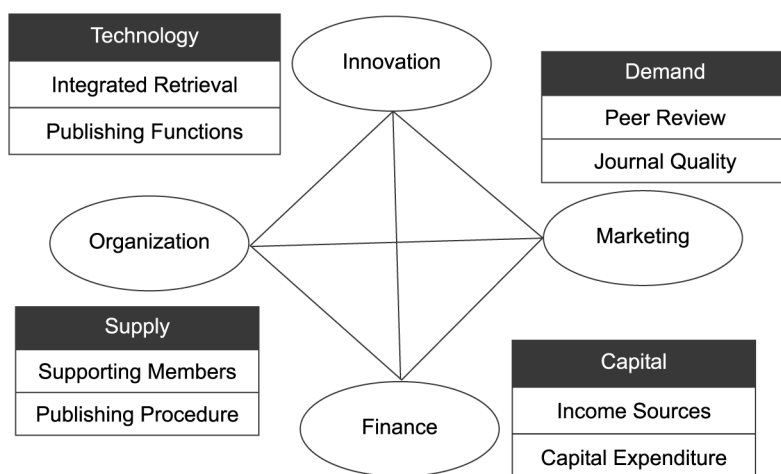 Technology
Integrated Retrieval
Publishing Functions
Innovation
Demand
Peer Review
Journal Quality
Organization
Marketing
Supply
Supporting Members
Publishing Procedure
Finance
Capital
Income Sources
Capital Expenditure